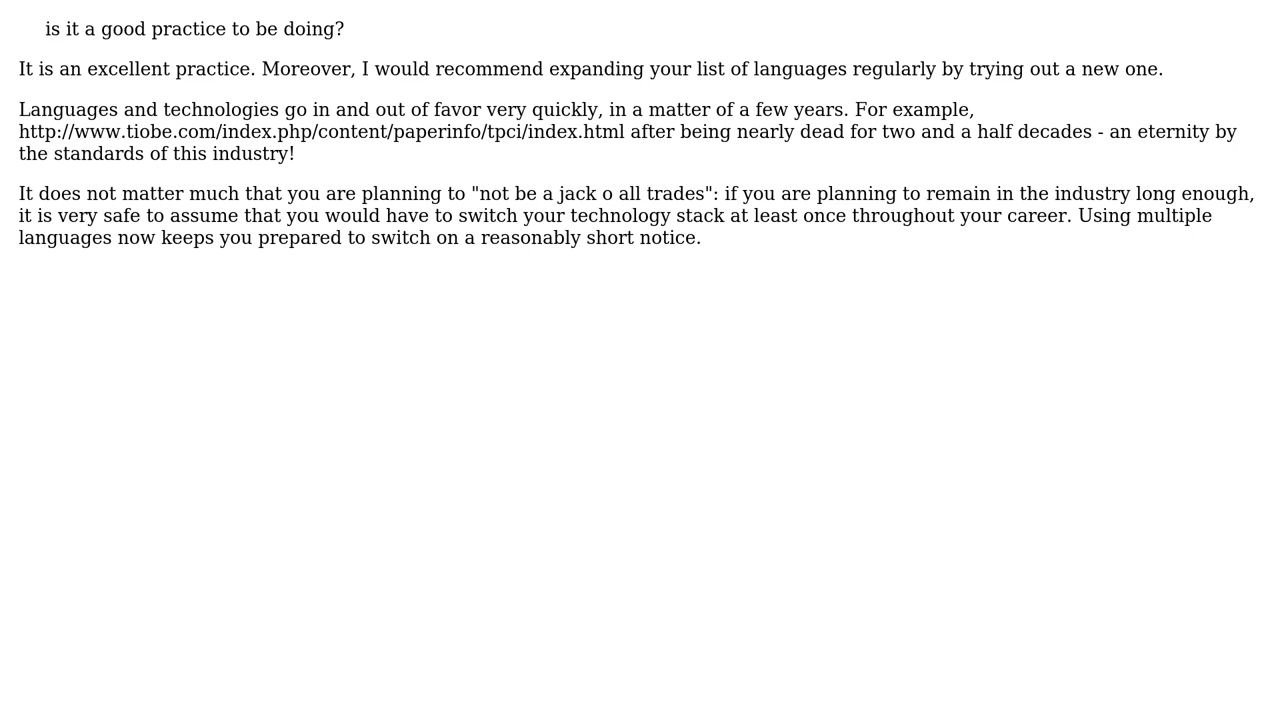 is it a good practice to be doing?
It is an excellent practice. Moreover, I would recommend expanding your list of languages regularly by trying out a new one.
Languages and technologies go in and out of favor very quickly, in a matter of a few years. For example,
http://www.tiobe.com/index.php/content/paperinfo/tpci/index.html after being nearly dead for two and a half decades - an eternity by
the standards of this industry!
It does not matter much that you are planning to "not be a jack o all trades": if you are planning to remain in the industry long enough,
it is very safe to assume that you would have to switch your technology stack at least once throughout your career. Using multiple
languages now keeps you prepared to switch on a reasonably short notice.